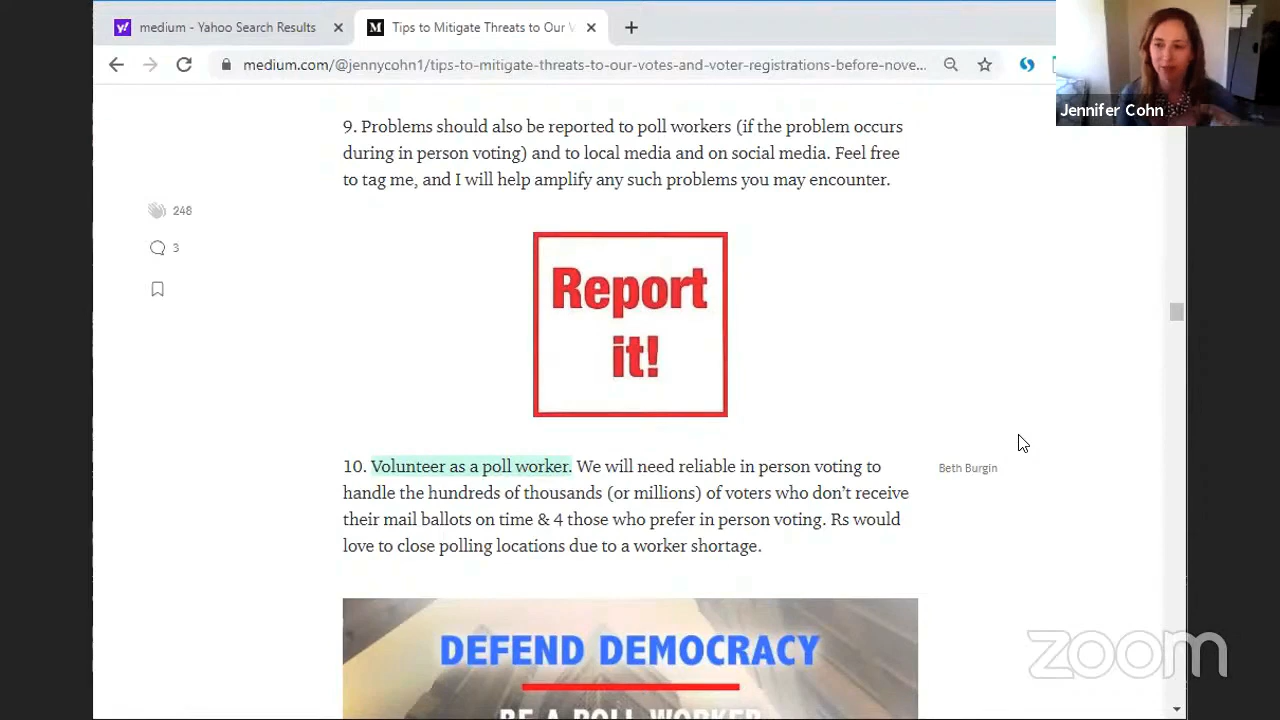 medium - Yahoo Search Results
Tips to Mitigate Threats to Our V
medium.com/@jennycohn1/tips-to-mitigate-threats-to-our-votes-and-voter-registrations-before-nove...
Jennifer Cohn
9. Problems should also be reported to poll workers (if the problem occurs
during in person voting) and to local media and on social media. Feel free
to tag me, and I will help amplify any such problems you may encounter.
248
3
Report
it!
10. Volunteer as a poll worker. We will need reliable in person voting to
handle the hundreds of thousands (or millions) of voters who don’t receive
their mail ballots on time & 4 those who prefer in person voting. Rs would
love to close polling locations due to a worker shortage.
Beth Burgin
DEFEND DEMOCRACY
BE A POLL WORKER
zoom